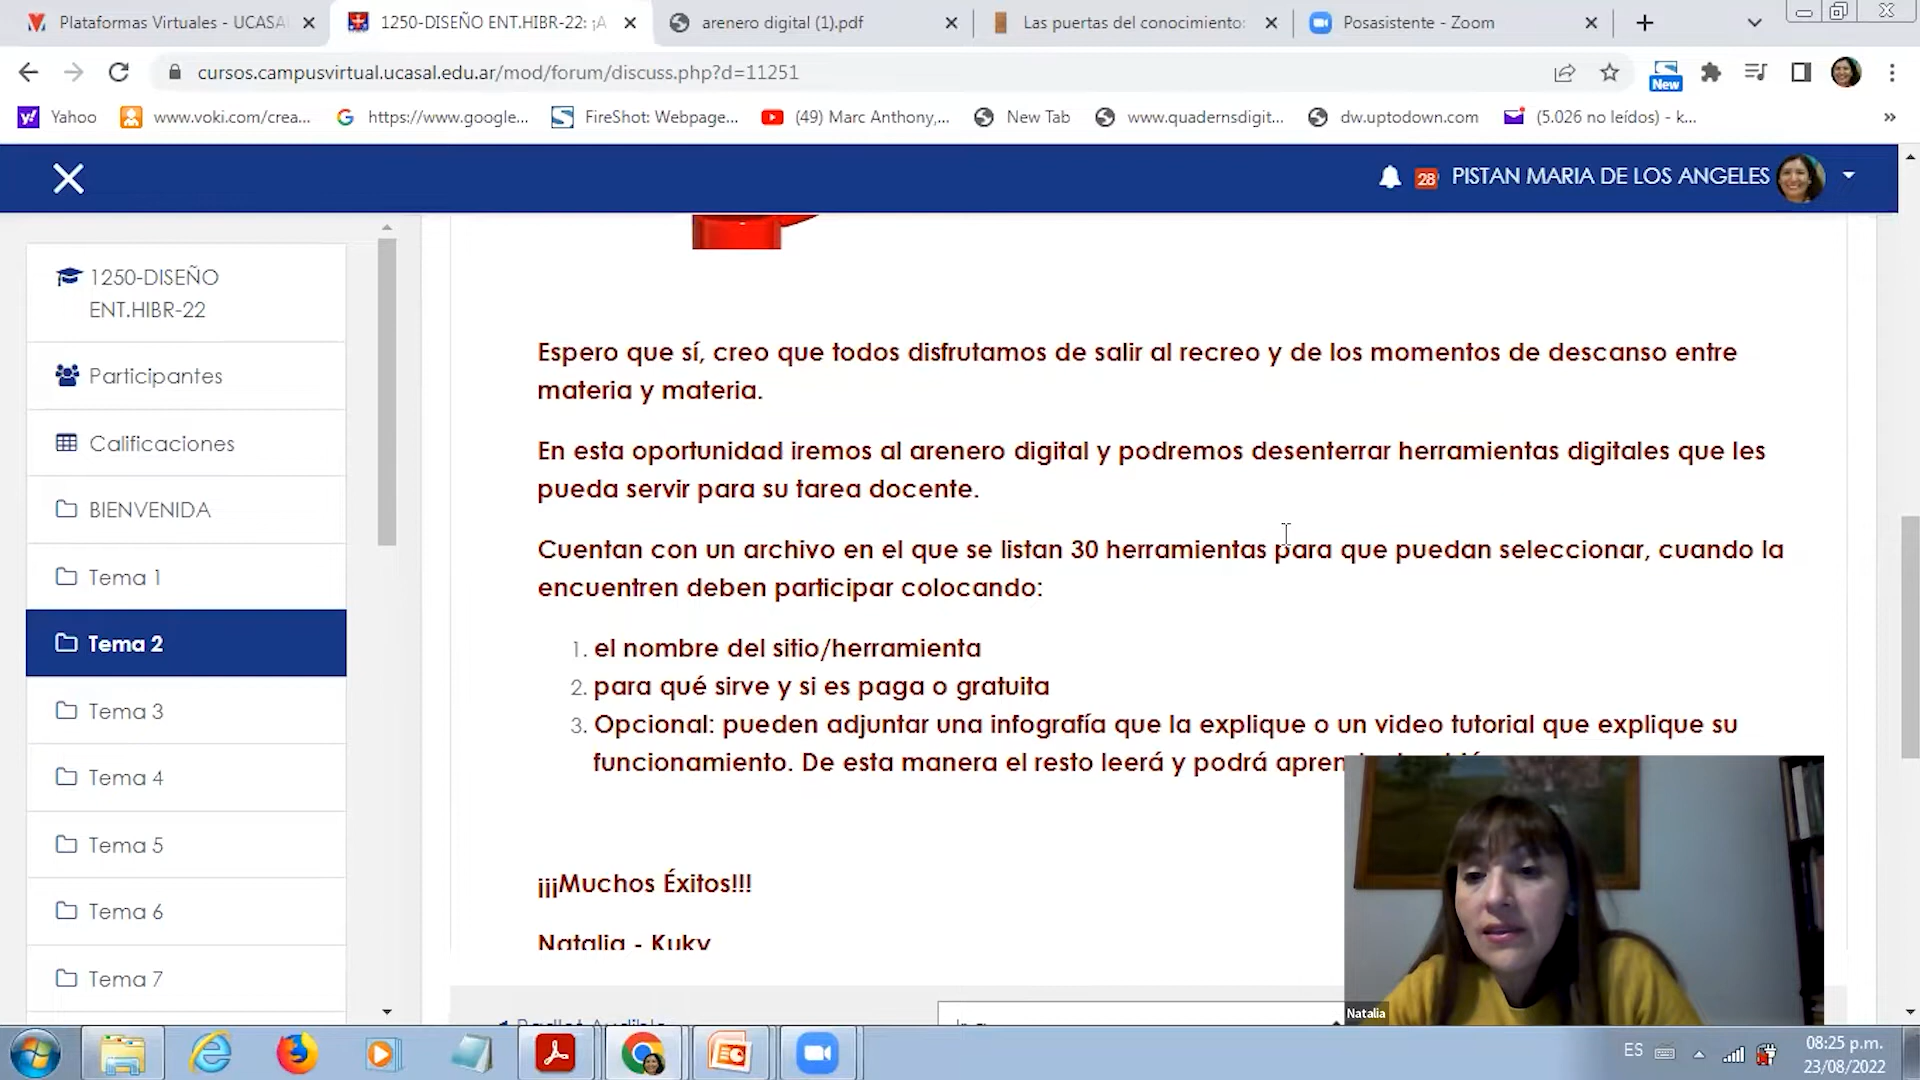 Plataformas Virtuales - UCASA
1250-DISEÑO ENT.HIBR-22: ¡A
arenero digital (1).pdf
Las puertas del conocimiento:
Posasistente - Zoom
cursos.campusvirtual.ucasal.edu.ar/mod/forum/discuss.php?d=11251
New
Yahoo
www.voki.com/crea...
https://www.google...
FireShot: Webpage...
(49) Marc Anthony,...
New Tab
www.quadernsdigit...
dw.uptodown.com
(5.026 no leídos) - k...
»
28
PISTAN MARIA DE LOS ANGELES
1250-DISEÑO
ENT.HIBR-22
Participantes
Calificaciones
BIENVENIDA
Tema 1
Tema 2
Tema 3
Tema 4
Tema 5
Tema 6
Tema 7
Espero que sí, creo que todos disfrutamos de salir al recreo y de los momentos de descanso entre
materia y materia.
En esta oportunidad iremos al arenero digital y podremos desenterrar herramientas digitales que les
pueda servir para su tarea docente.
Cuentan con un archivo en el que se listan 30 herramientas para que puedan seleccionar, cuando la
encuentren deben participar colocando:
1. el nombre del sitio/herramienta
2. para qué sirve y si es paga o gratuita
3. Opcional: pueden adjuntar una infografía que la explique o un video tutorial que explique su
funcionamiento. De esta manera el resto leerá y podrá
¡¡¡Muchos Éxitos!!!
Natalia - Kuky
Natalia
ES
08:25 p.m.
23/08/2022